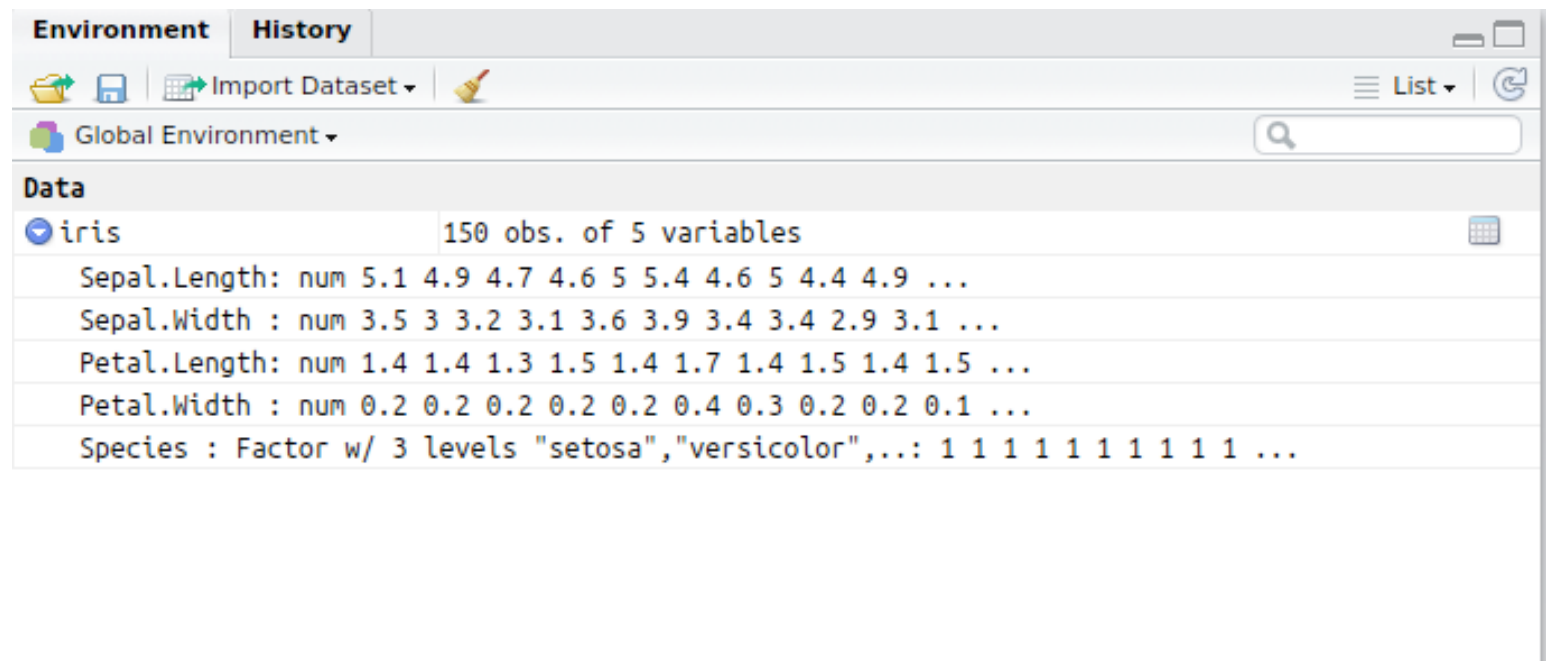 Environment History
Import Dataset List
Global Environment
Data
iris 150 obs. of 5 variables
Sepal.Length: num 5.1 4.9 4.7 4.6 5 5.4 4.6 5 4.4 4.9 ...
Sepal.Width : num 3.5 3 3.2 3.1 3.6 3.9 3.4 3.4 2.9 3.1 ...
Petal.Length: num 1.4 1.4 1.3 1.5 1.4 1.7 1.4 1.5 1.4 1.5 ...
Petal.Width : num 0.2 0.2 0.2 0.2 0.2 0.4 0.3 0.2 0.2 0.1 ...
Species : Factor w/ 3 levels "setosa","versicolor",..: 1 1 1 1 1 1 1 1 1 1 ...